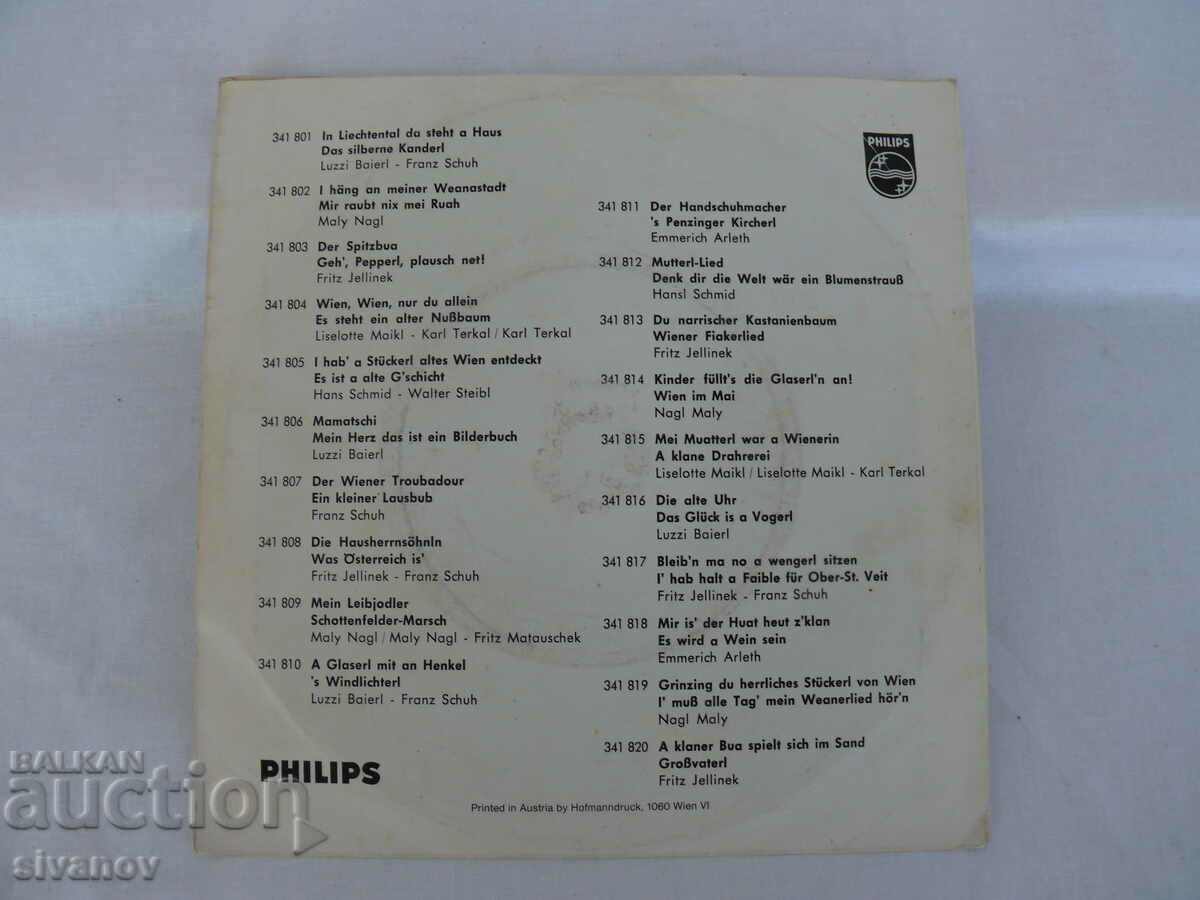 341 801 In Liechtental da steht a Haus
Das silberne Kanderl
Luzzi Baierl - Franz Schuh
341 802 I häng an meiner Weanastadt
Mir raubt nix mei Ruah
Maly Nagl
341 803 Der Spitzbua
Geh', Pepperl, plausch net!
Fritz Jellinek
341 804 Wien, Wien, nur du allein
Es steht ein alter Nußbaum
Liselotte Maikl - Karl Terkal / Karl Terkal
341 805 I hab' a Stückerl altes Wien entdeckt
Es ist a alte G'schicht
Hans Schmid - Walter Steibl
341 806 Mamatschi
Mein Herz das ist ein Bilderbuch
Luzzi Baierl
341 807 Der Wiener Troubadour
Ein kleiner Lausbub
Franz Schuh
341 808 Die Hausherrnsöhnln
Was Österreich is'
Fritz Jellinek - Franz Schuh
341 809 Mein Leibjodler
Schottenfelder-Marsch
Maly Nagl / Maly Nagl - Fritz Matauschek
341 810 A Glaserl mit an Henkel
's Windlichterl
Luzzi Baierl - Franz Schuh
PHILIPS
341 811 Der Handschuhmacher
's Penzinger Kircherl
Emmerich Arleth
341 812 Mutterl-Lied
Denk dir die Welt wär ein Blumenstrauß
Hansl Schmid
341 813 Du narrischer Kastanienbaum
Wiener Fiakerlied
Fritz Jellinek
341 814 Kinder füllt's die Glaserl'n an!
Wien im Mai
Nagl Maly
341 815 Mei Muatterl war a Wienerin
A klane Drahrerei
Liselotte Maikl / Liselotte Maikl - Karl Terkal
341 816 Die alte Uhr
Das Glück is a Vogerl
Luzzi Baierl
341 817 Bleib'n ma no a wengerl sitzen
I' hab halt a Faible für Ober-St. Veit
Fritz Jellinek - Franz Schuh
341 818 Mir is' der Huat heut z'klan
Es wird a Wein sein
Emmerich Arleth
341 819 Grinzing du herrliches Stückerl von Wien
I' muß alle Tag' mein Weanerlied hör'n
Nagl Maly
341 820 A klaner Bua spielt sich im Sand
Großvaterl
Fritz Jellinek
PHILIPS
Printed in Austria by Hofmanndruck, 1060 Wien VI
BALKAN
auction
sivanov